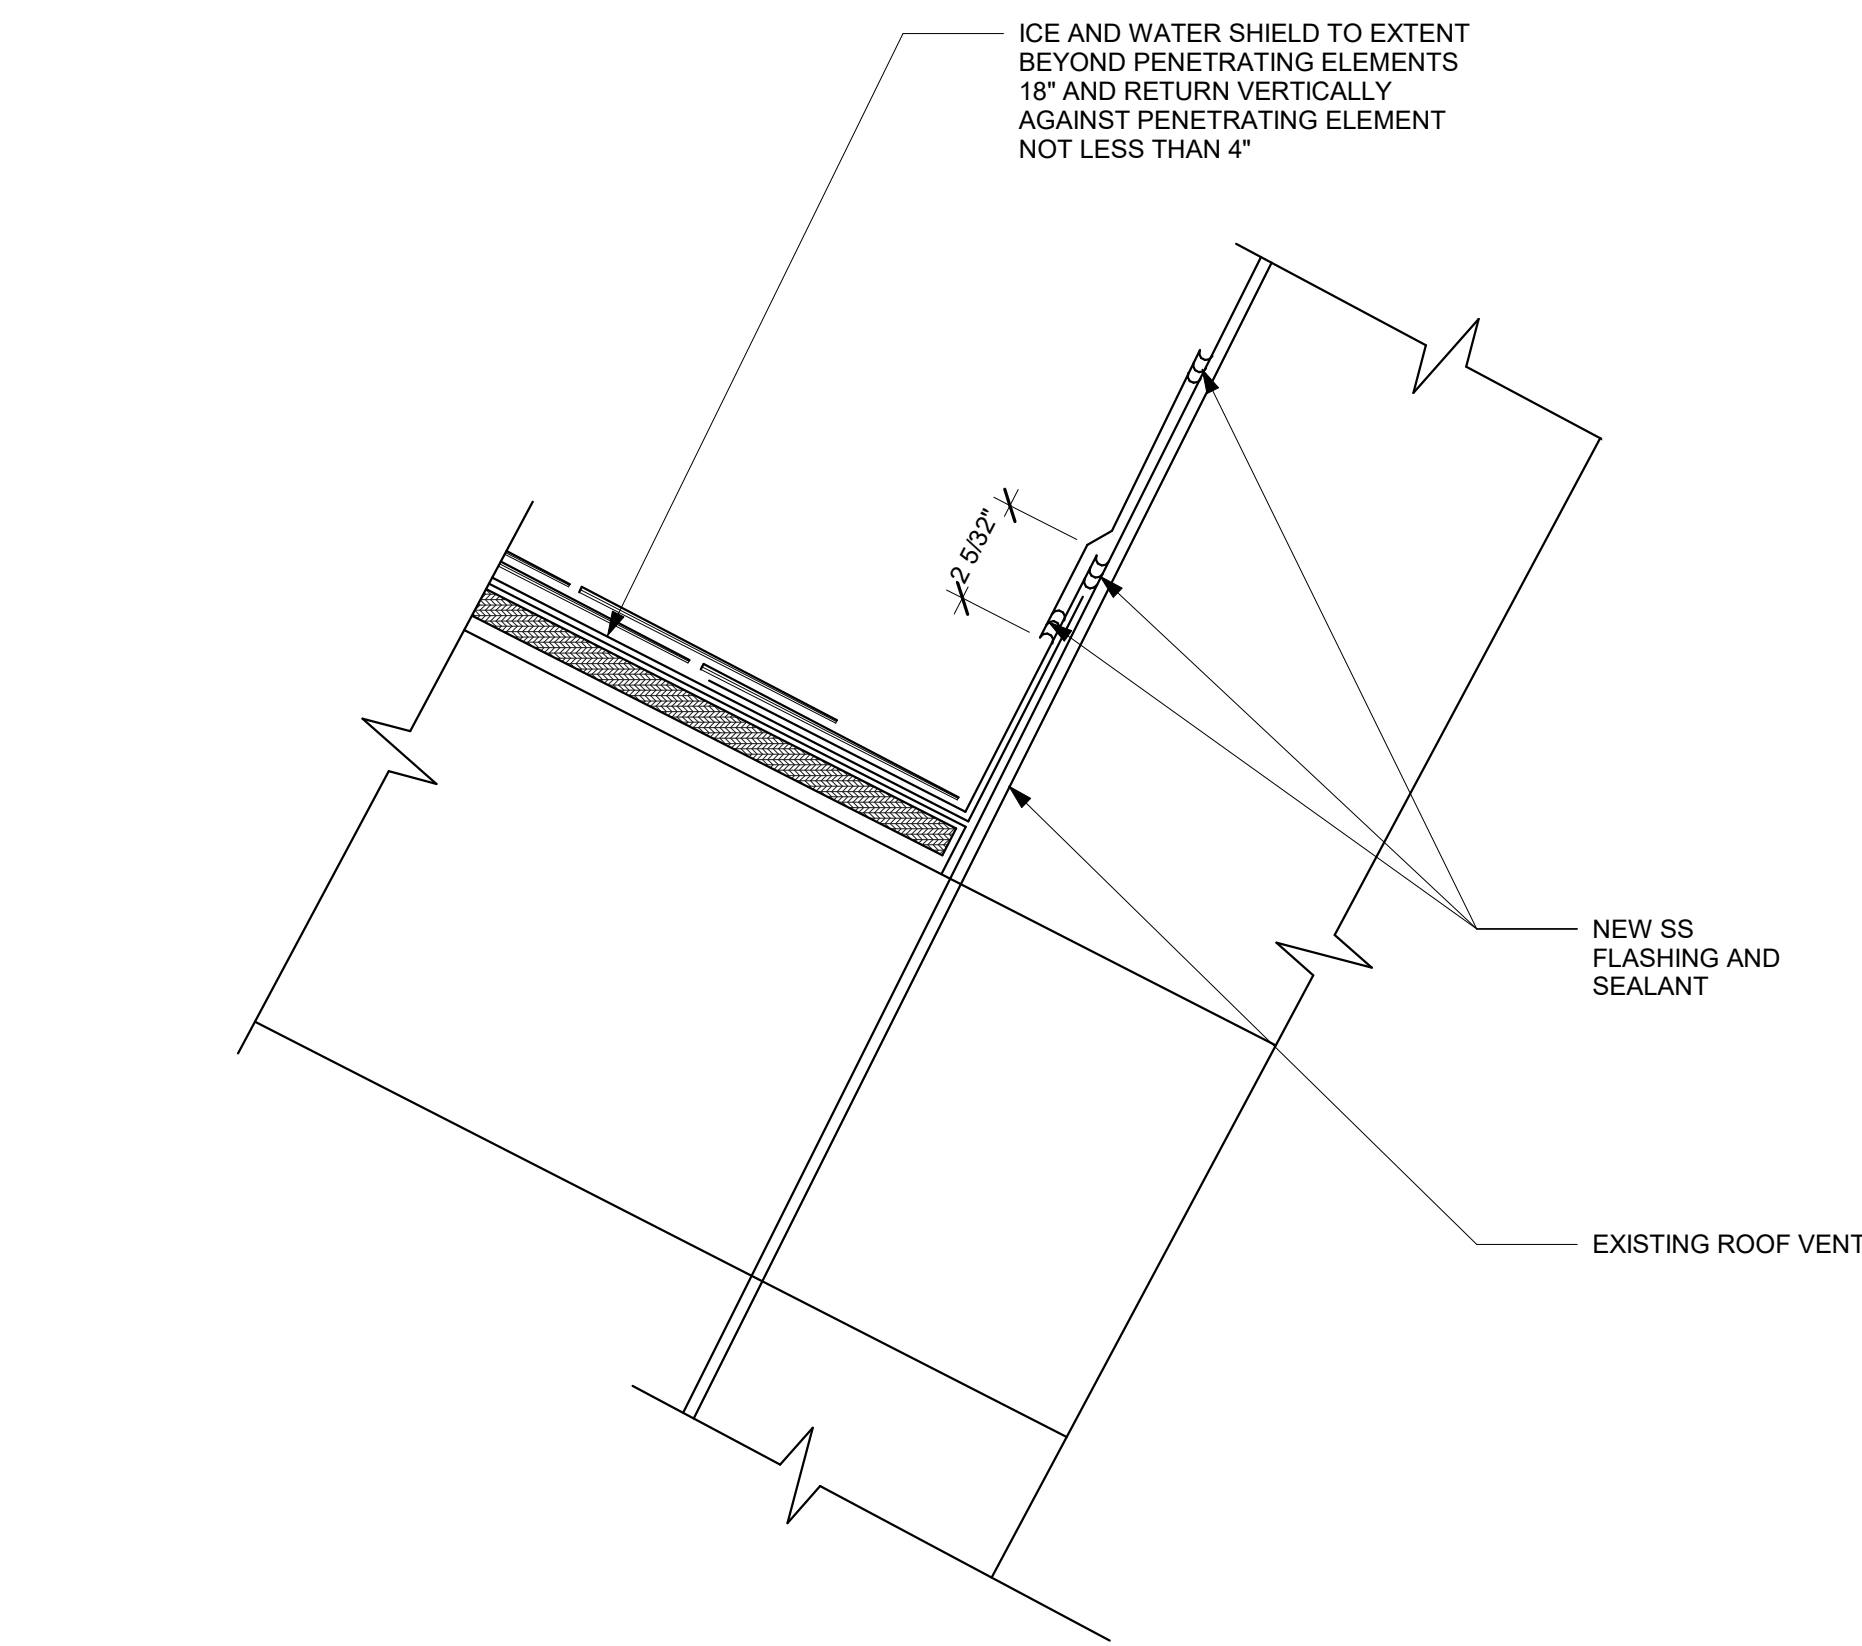 ICE AND WATER SHIELD TO EXTENT
BEYOND PENETRATING ELEMENTS
18" AND RETURN VERTICALLY
AGAINST PENETRATING ELEMENT
NOT LESS THAN 4"
2 5/32"
NEW SS
FLASHING AND
SEALANT
EXISTING ROOF VENT